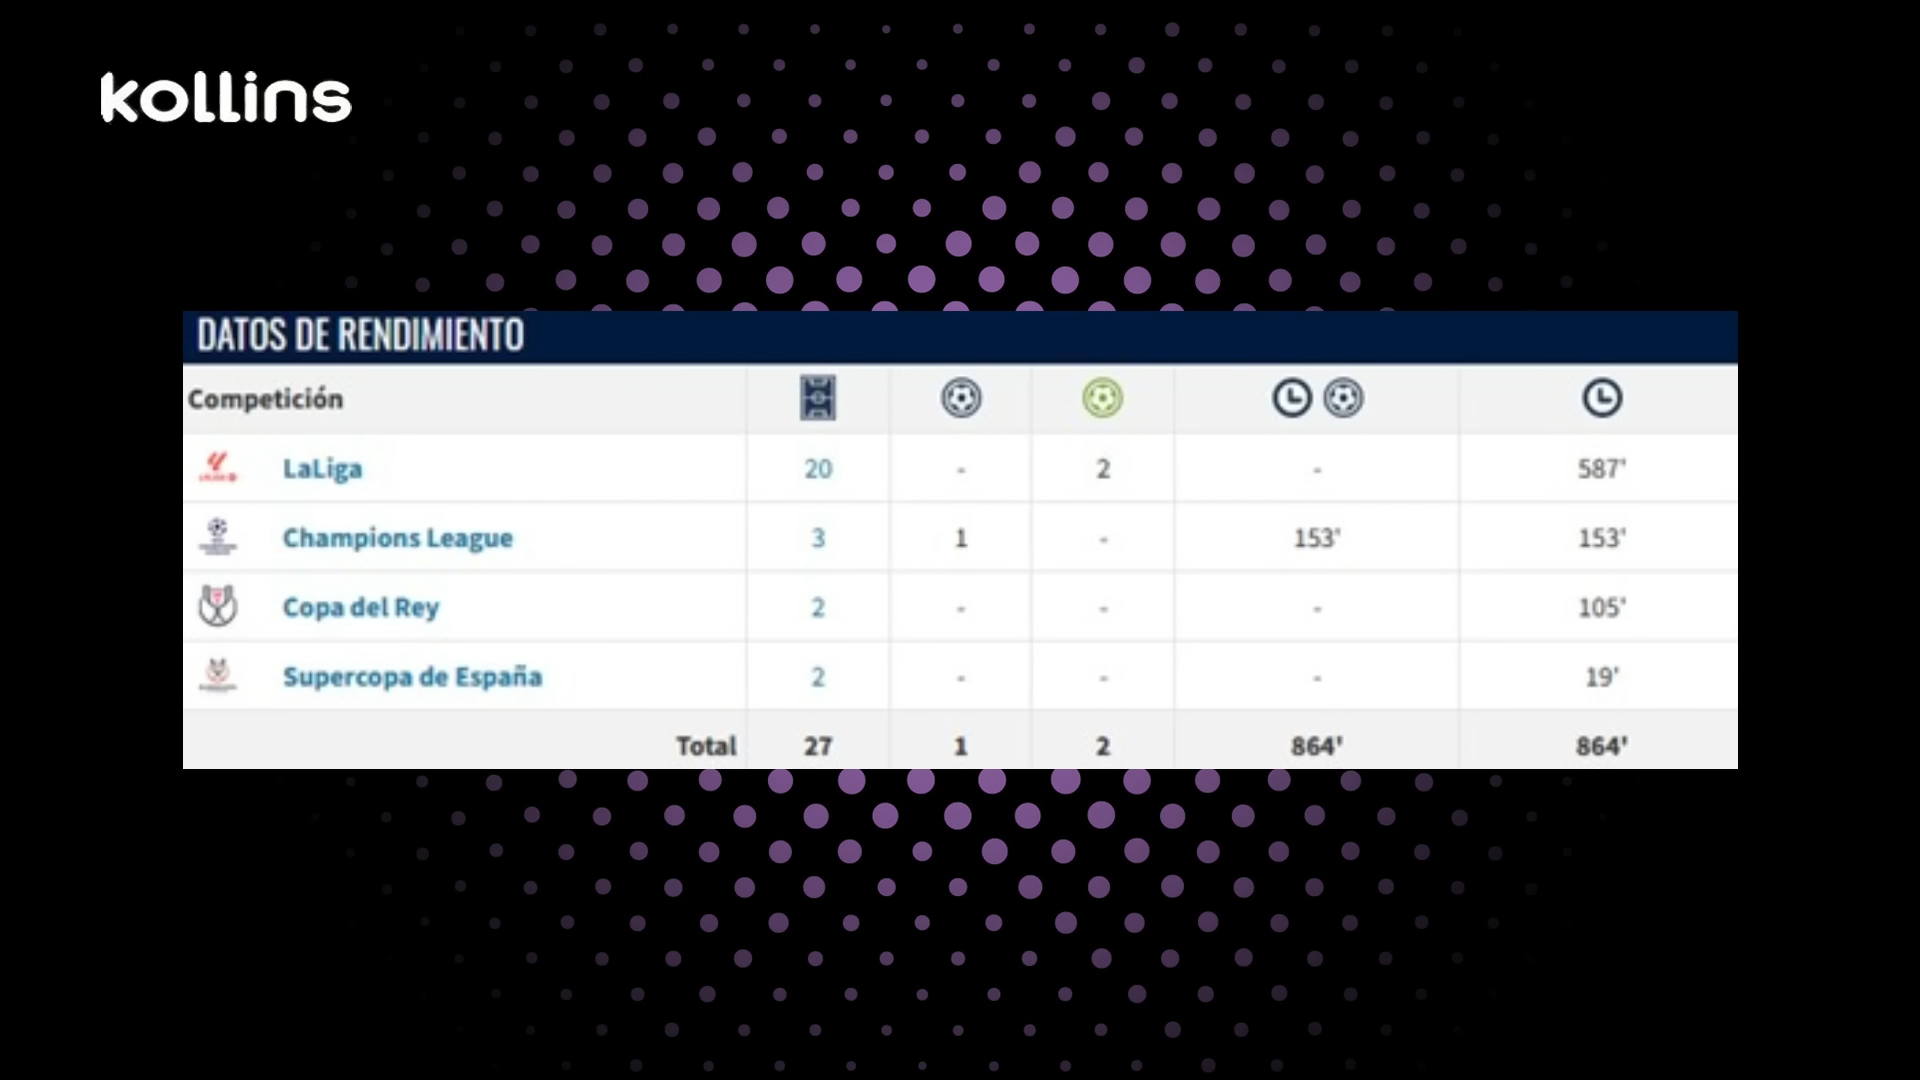 kollins
DATOS DE RENDIMIENTO
Competición
LaLiga 20 - 2 - 587'
Champions League 3 1 - 153' 153'
Copa del Rey 2 - - - 105'
Supercopa de España 2 - - - 19'
Total 27 1 2 864' 864'